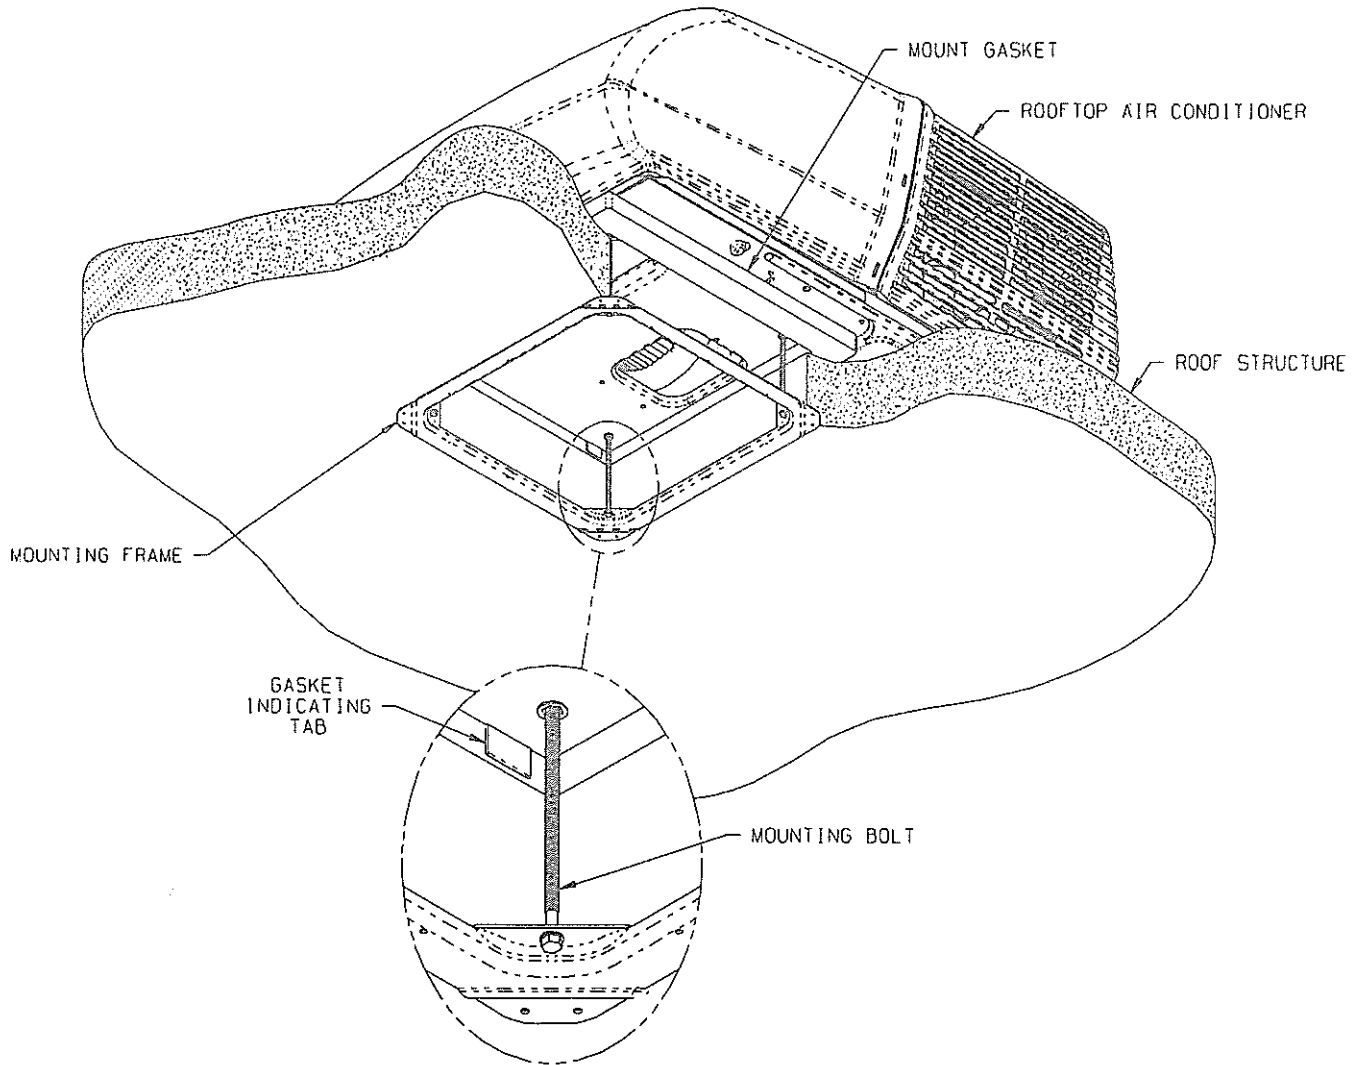 MOUNT GASKET
ROOFTOP AIR CONDITIONER
ROOF STRUCTURE
MOUNTING FRAME
GASKET
INDICATING
TAB
MOUNTING BOLT